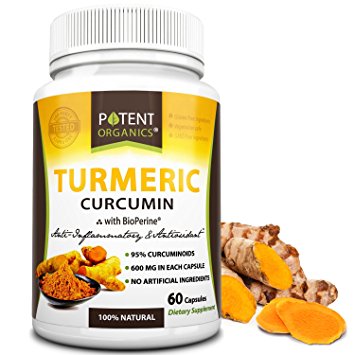 POTENT
ORGANICS®
TURMERIC
CURCUMIN
with BioPerine®
Anti-Inflammatory & Antioxidant
• 95% CURCUMINOIDS
• 600 MG IN EACH CAPSULE
• NO ARTIFICIAL INGREDIENTS
60 Capsules
Dietary Supplement
100% NATURAL
TESTED